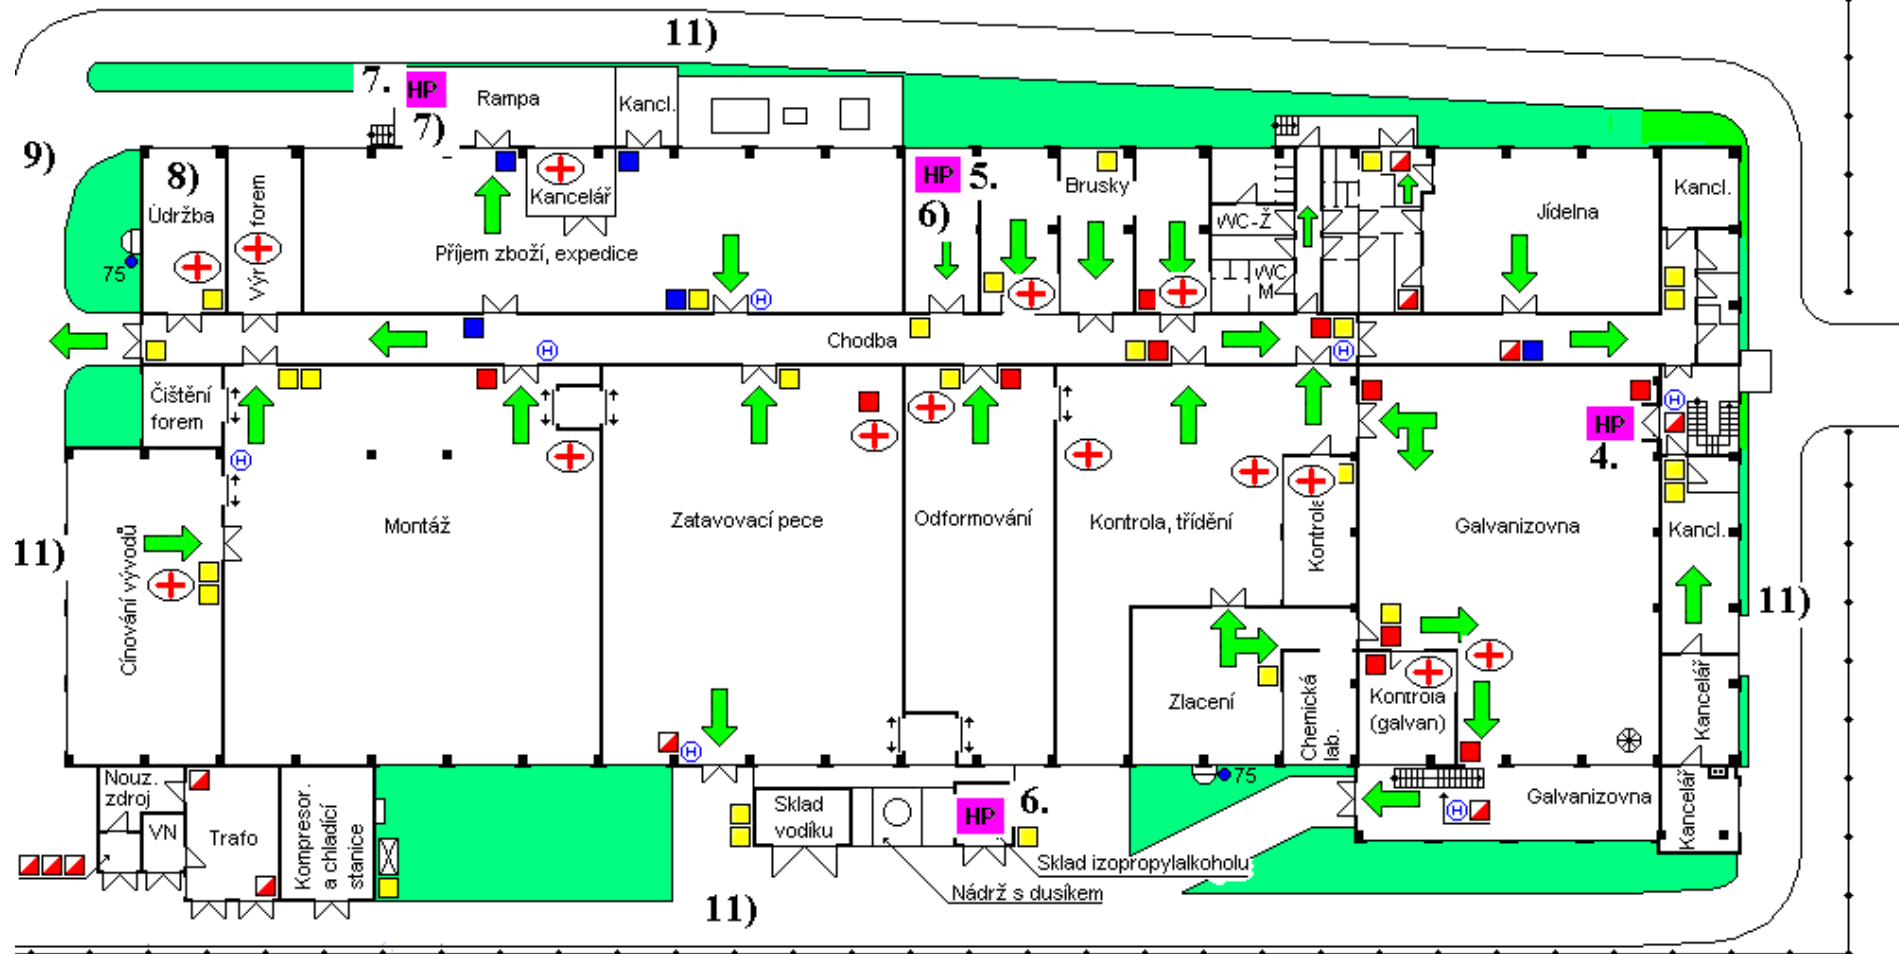 11)
7.
HP
Rampa
Kancl.
7)
9)
8)
Údržba
Výr
forem
Kancelář
HP
5.
6)
Brusky
WC-Ž
WC
M
Jídelna
Kancl.
75
Příjem zboží, expedice
H
Chodba
H
H
Čištění
forem
H
H
HP
4.
Montáž
Zatavovací pece
Odformování
Kontrola, třídění
Kontrola
Galvanizovna
Kancl.
11)
Cínování vývodů
11)
Zlacení
Chemická
lab.
Kontrola
(galvan)
Kancelář
H
Nouz.
zdroj
VN
Trafo
Kompresor.
a chladící
stanice
Sklad
vodíku
HP
6.
75
H
Galvanizovna
Kancelář
Sklad izopropylalkoholu
Nádrž s dusíkem
11)